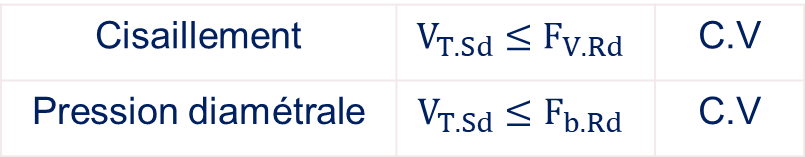 Cisaillement V_T.Sd ≤ F_V.Rd C.V
Pression diamétrale V_T.Sd ≤ F_b.Rd C.V